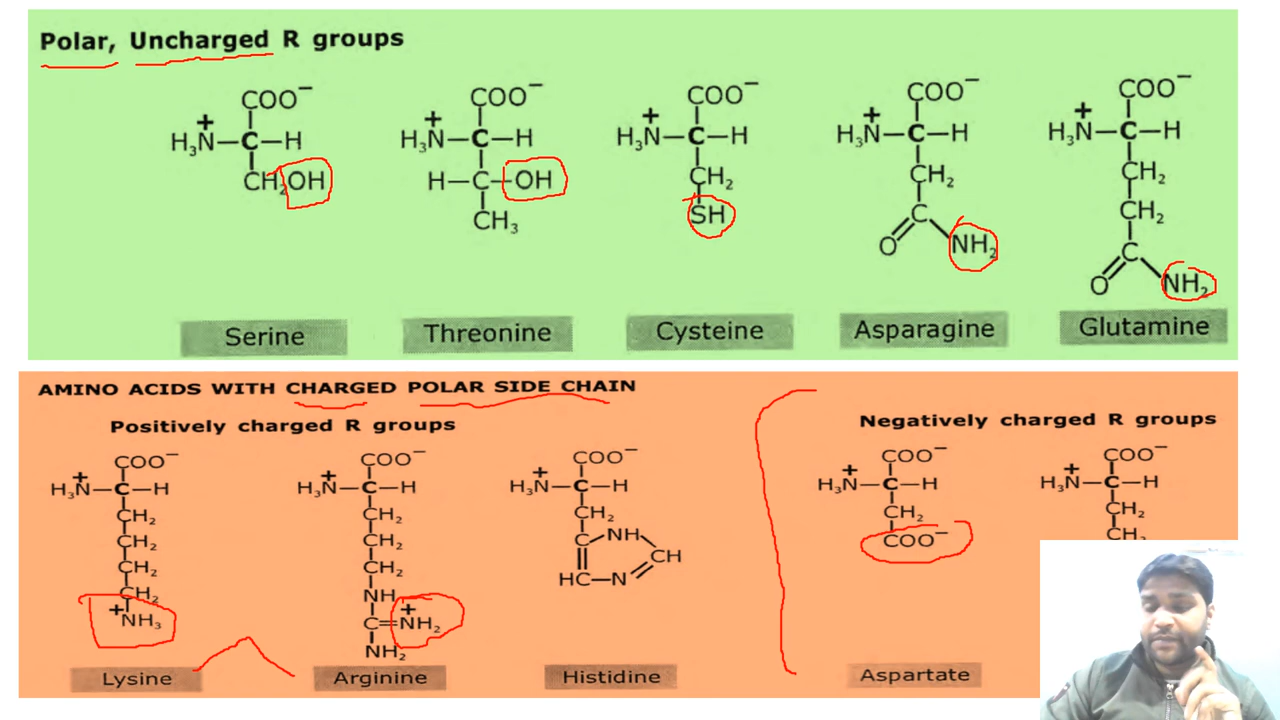 Polar, Uncharged R groups
COO⁻ COO⁻ COO⁻ COO⁻ COO⁻
H₃N⁺—C—H H₃N⁺—C—H H₃N⁺—C—H H₃N⁺—C—H H₃N⁺—C—H
CH₂OH H—C—OH CH₂ CH₂ CH₂
CH₃ SH C CH₂
O NH₂ C
O NH₂
Serine Threonine Cysteine Asparagine Glutamine
AMINO ACIDS WITH CHARGED POLAR SIDE CHAIN
Positively charged R groups Negatively charged R groups
COO⁻ COO⁻ COO⁻ COO⁻ COO⁻
H₃N⁺—C—H H₃N⁺—C—H H₃N⁺—C—H H₃N⁺—C—H H₃N⁺—C—H
CH₂ CH₂ CH₂ CH₂ CH₂
CH₂ CH₂ C—NH COO⁻
CH₂ CH₂ CH
CH₂ NH HC—N
⁺NH₃ C=NH₂⁺
NH₂
Lysine Arginine Histidine Aspartate